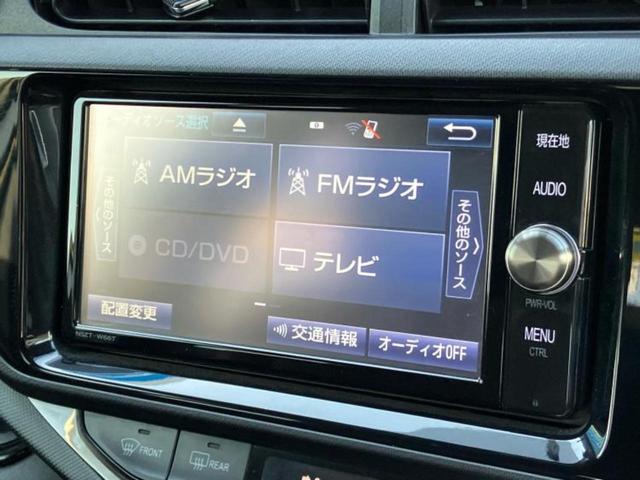 オーディオソース選択
現在地
AMラジオ
FMラジオ
AUDIO
その他のソース
その他のソース
CD/DVD
テレビ
PWR-VOL
配置変更
交通情報
オーディオOFF
MENU
CTRL
NSZT-W66T
FRONT
REAR